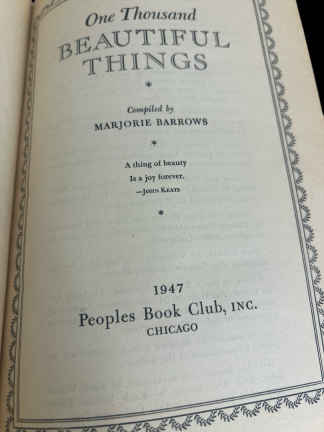 One Thousand
BEAUTIFUL
THINGS
*
Compiled by
MARJORIE BARROWS
*
A thing of beauty
Is a joy forever.
—JOHN KEATS
*
1947
Peoples Book Club, INC.
CHICAGO